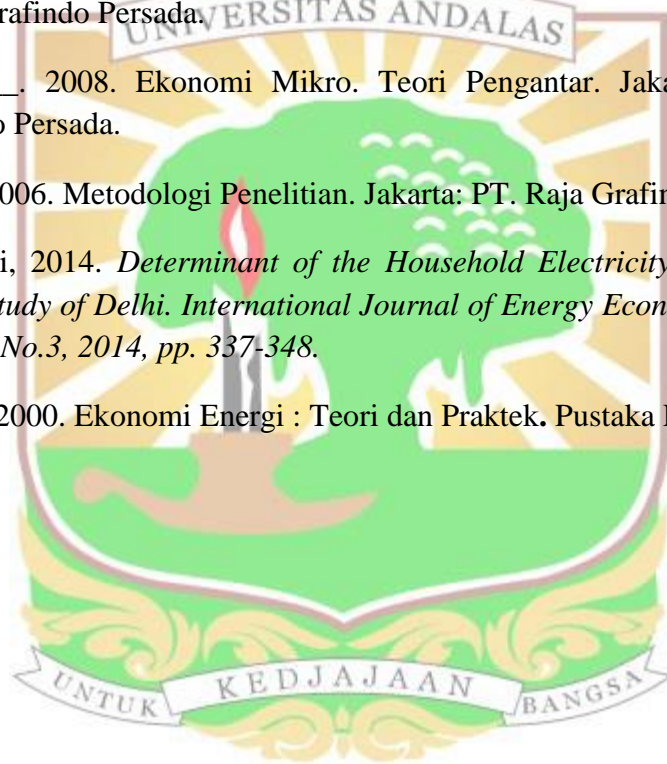 rafindo Persada.
UNIVERSITAS ANDALAS
__. 2008. Ekonomi Mikro. Teori Pengantar. Jaka
o Persada.
006. Metodologi Penelitian. Jakarta: PT. Raja Grafin
i, 2014. Determinant of the Household Electricity
tudy of Delhi. International Journal of Energy Econ
No.3, 2014, pp. 337-348.
2000. Ekonomi Energi : Teori dan Praktek. Pustaka
UNTUK KEDJAJAAN BANGSA